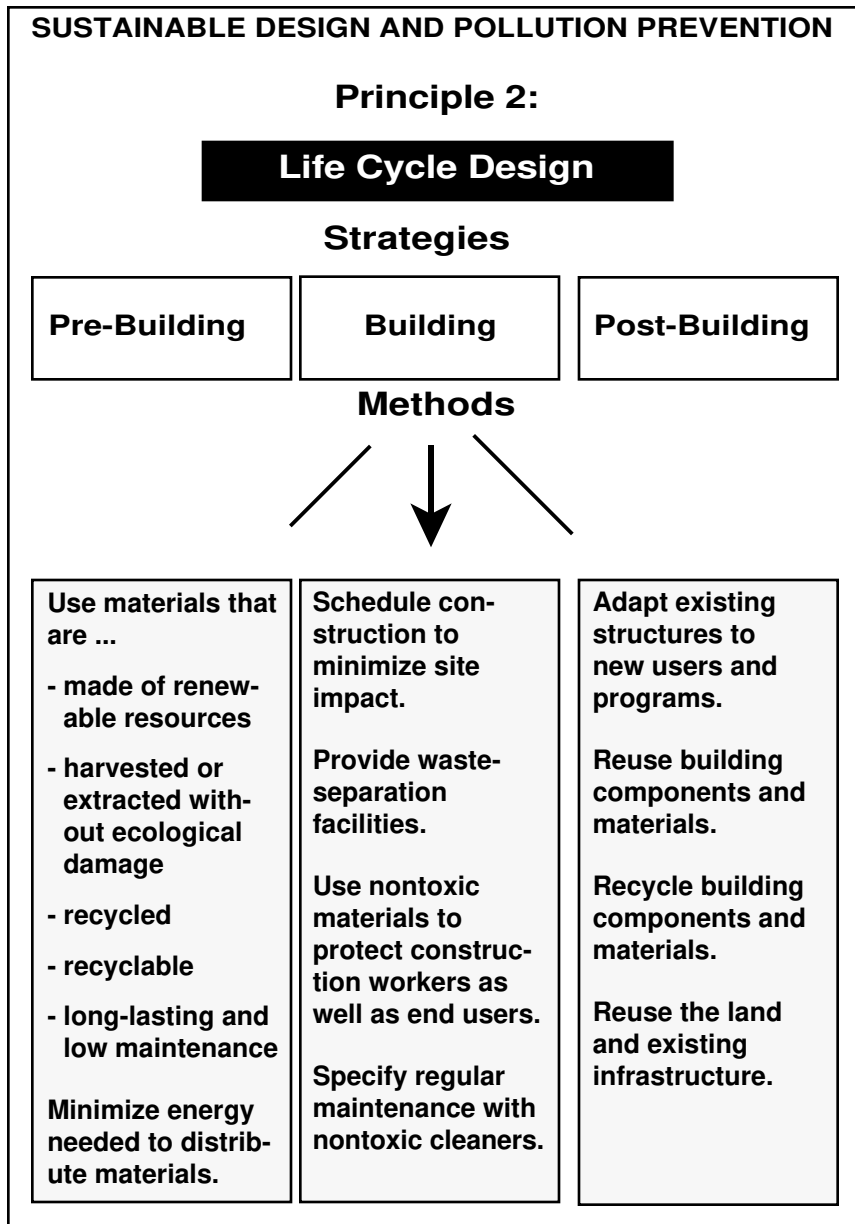 SUSTAINABLE DESIGN AND POLLUTION PREVENTION
Principle 2:
Life Cycle Design
Strategies
Pre-Building
Building
Post-Building
Methods
Use materials that
are ...
- made of renew-
able resources
- harvested or
extracted with-
out ecological
damage
- recycled
- recyclable
- long-lasting and
low maintenance
Minimize energy
needed to distrib-
ute materials.
Schedule con-
struction to
minimize site
impact.
Provide waste-
separation
facilities.
Use nontoxic
materials to
protect construc-
tion workers as
well as end users.
Specify regular
maintenance with
nontoxic cleaners.
Adapt existing
structures to
new users and
programs.
Reuse building
components and
materials.
Recycle building
components and
materials.
Reuse the land
and existing
infrastructure.